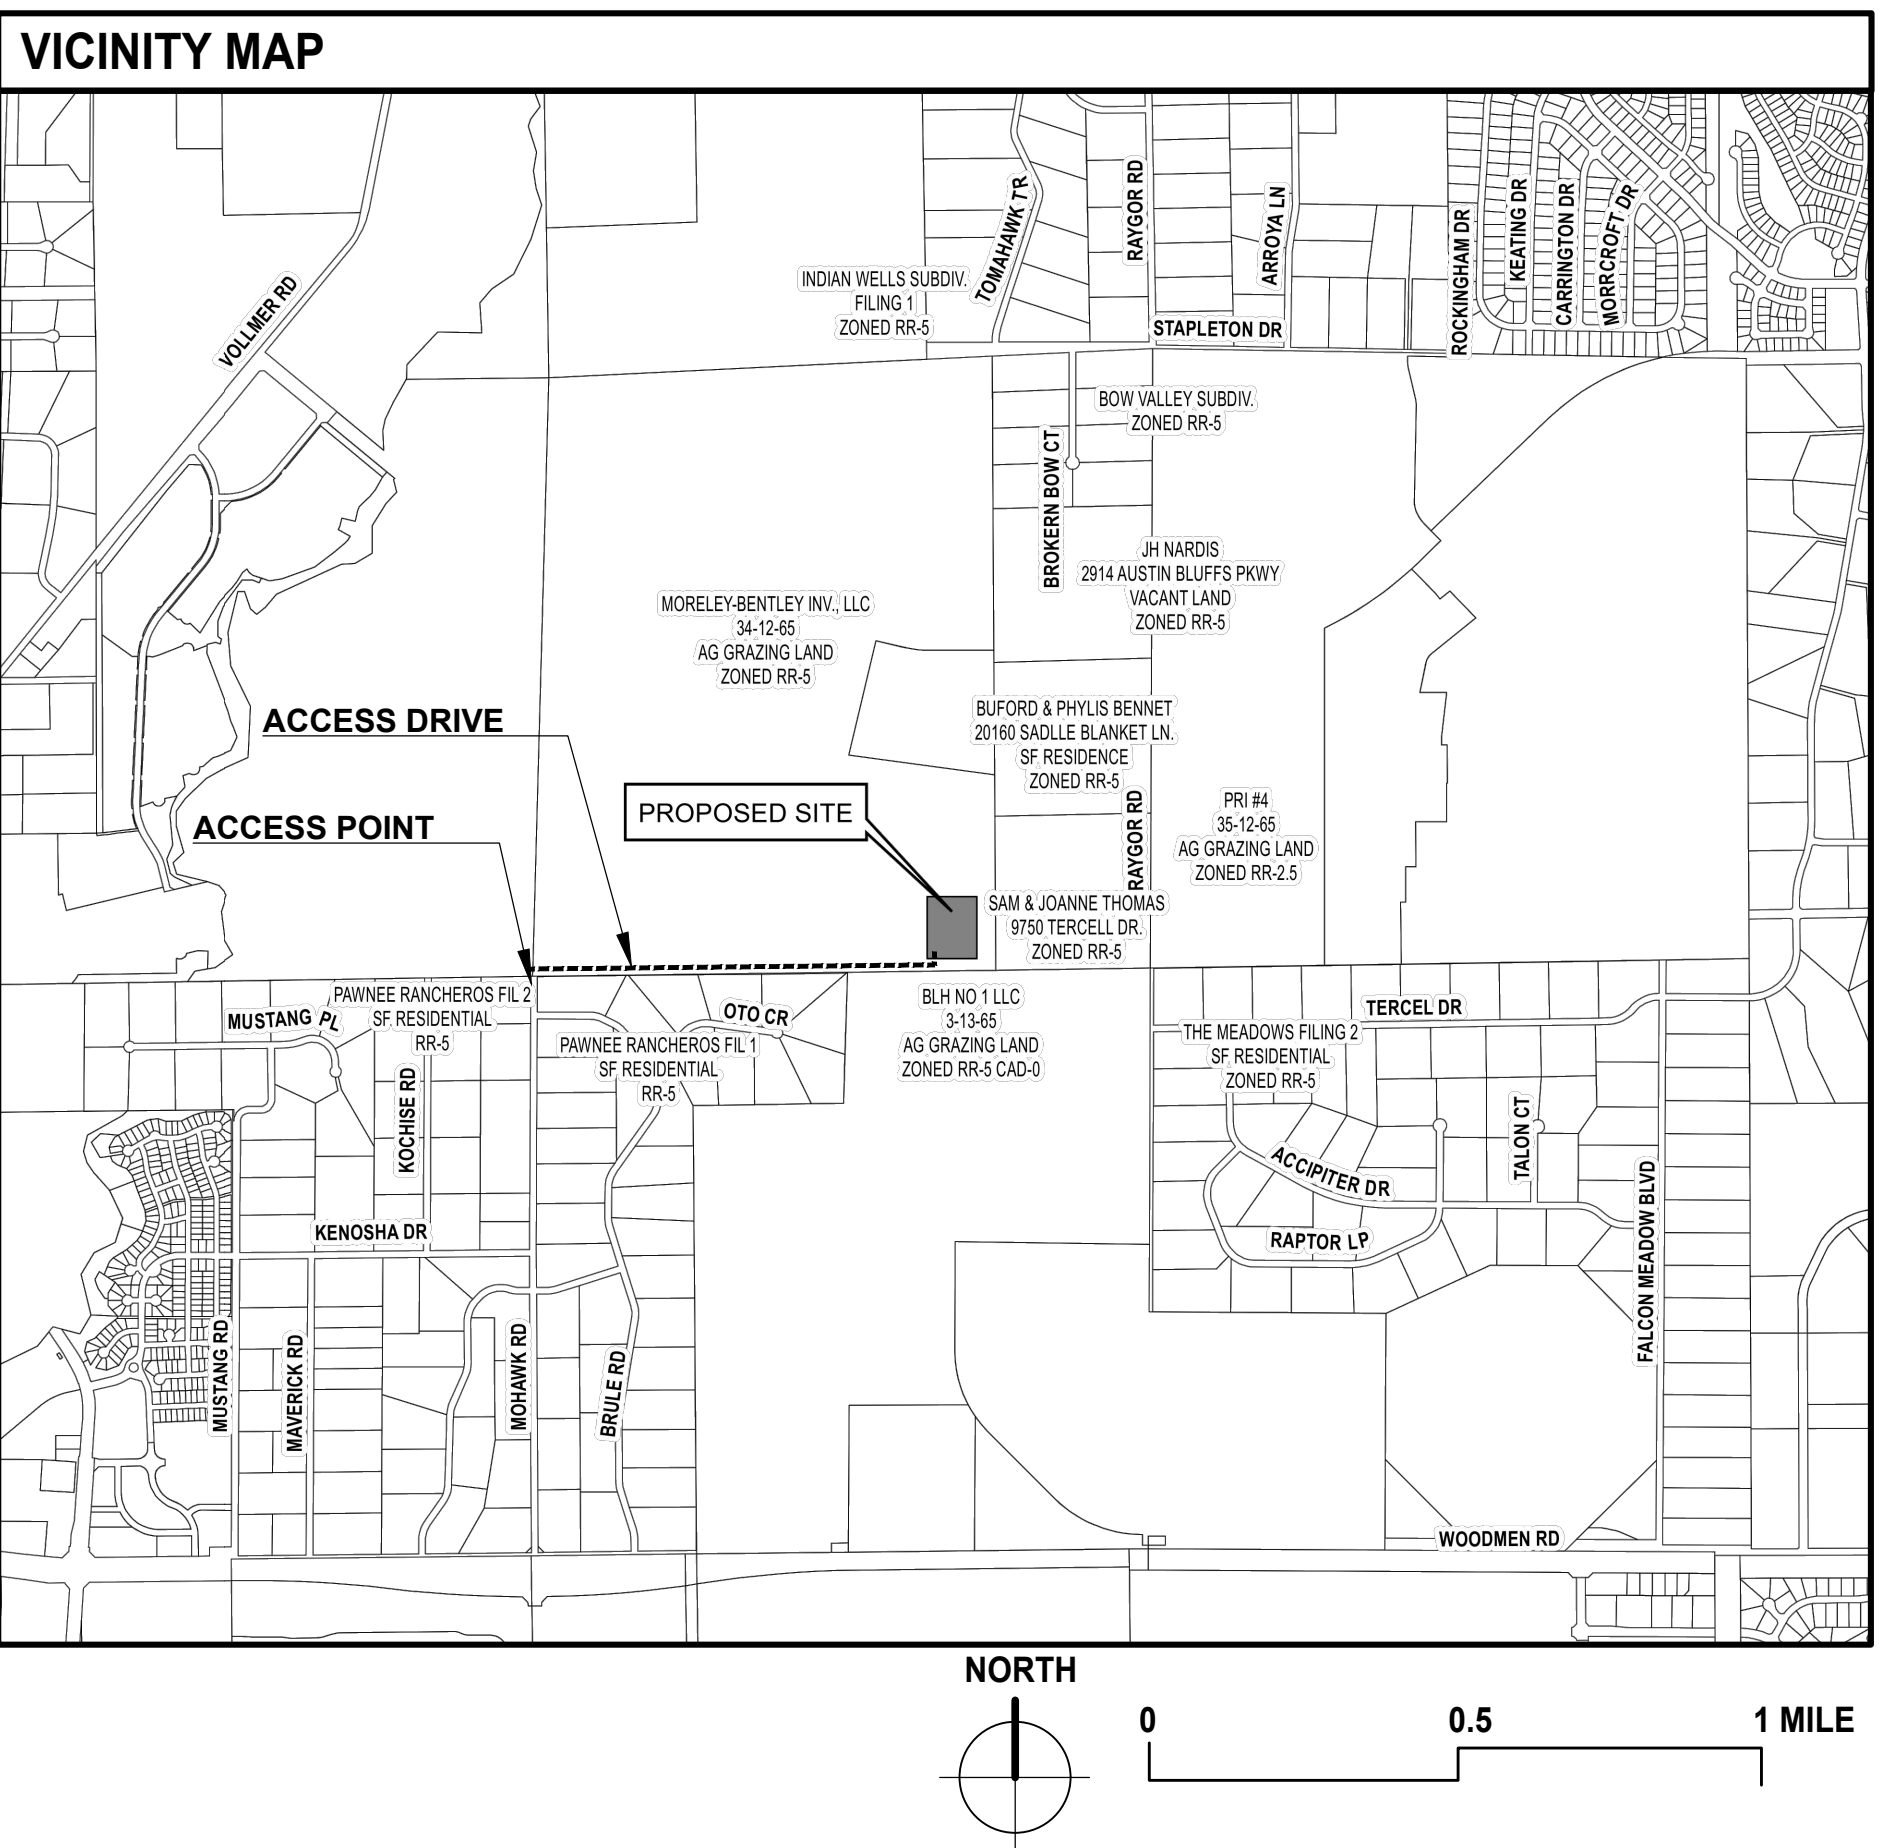 VICINITY MAP
TOMAHAWK TR
RAYGOR RD
ARROYA LN
ROCKINGHAM DR
KEATING DR
CARRINGTON DR
MORRCROFT DR
VOLLMER RD
INDIAN WELLS SUBDIV.
FILING 1
ZONED RR-5
STAPLETON DR
BOW VALLEY SUBDIV.
ZONED RR-5
BROKERN BOW CT
JH NARDIS
2914 AUSTIN BLUFFS PKWY
VACANT LAND
ZONED RR-5
MORELEY-BENTLEY INV., LLC
34-12-65
AG GRAZING LAND
ZONED RR-5
ACCESS DRIVE
BUFORD & PHYLIS BENNET
20160 SADLLE BLANKET LN.
SF RESIDENCE
ZONED RR-5
PROPOSED SITE
ACCESS POINT
RAYGOR RD
PRI #4
35-12-65
AG GRAZING LAND
ZONED RR-2.5
SAM & JOANNE THOMAS
9750 TERCELL DR.
ZONED RR-5
PAWNEE RANCHEROS FIL 2
SF RESIDENTIAL
RR-5
MUSTANG PL
OTO CR
BLH NO 1 LLC
3-13-65
AG GRAZING LAND
ZONED RR-5 CAD-0
TERCEL DR
PAWNEE RANCHEROS FIL 1
SF RESIDENTIAL
RR-5
THE MEADOWS FILING 2
SF RESIDENTIAL
ZONED RR-5
KOCHISE RD
TALON CT
ACCIPITER DR
KENOSHA DR
RAPTOR LP
FALCON MEADOW BLVD
MUSTANG RD
MAVERICK RD
MOHAWK RD
BRULE RD
WOODMEN RD
NORTH
0
0.5
1 MILE